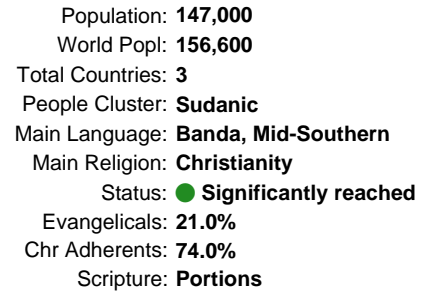 Population: 147,000
World Popl: 156,600
Total Countries: 3
People Cluster: Sudanic
Main Language: Banda, Mid-Southern
Main Religion: Christianity
Status: Significantly reached
Evangelicals: 21.0%
Chr Adherents: 74.0%
Scripture: Portions